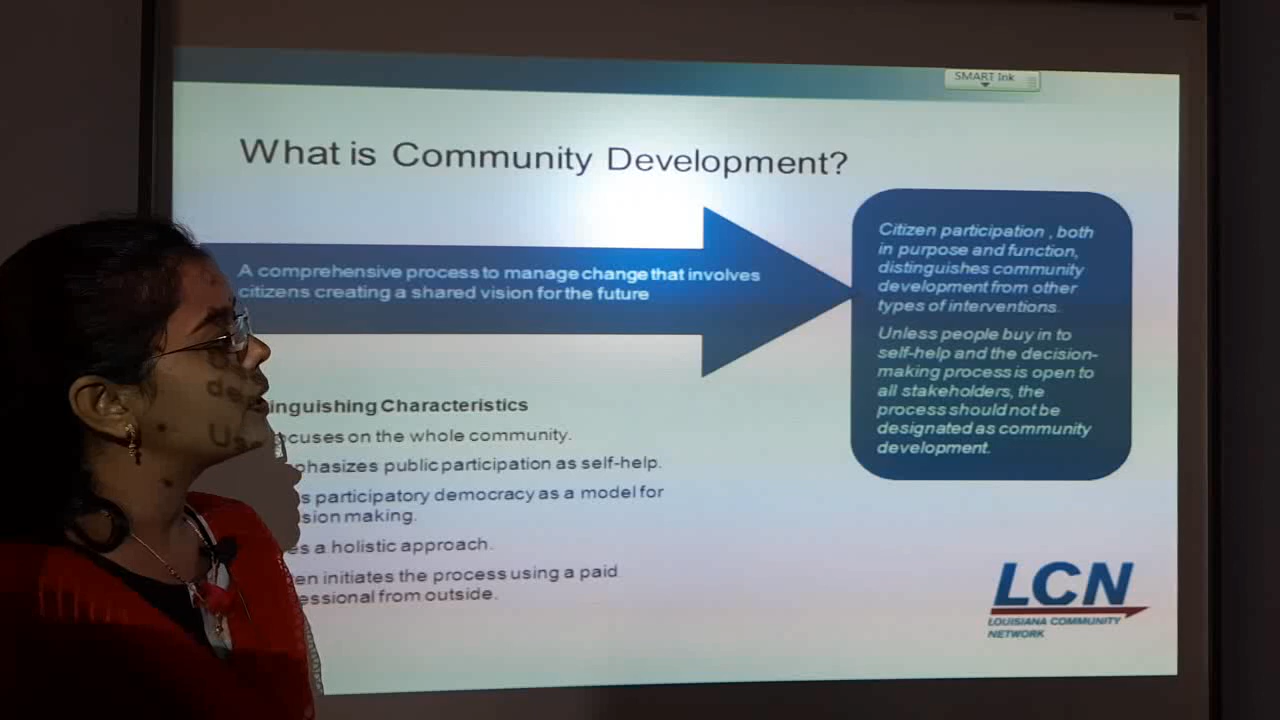 SMART Ink
What is Community Development?
A comprehensive process to manage change that involves
citizens creating a shared vision for the future
Citizen participation , both
in purpose and function,
distinguishes community
development from other
types of interventions.
Unless people buy in to
self-help and the decision-
making process is open to
all stakeholders, the
process should not be
designated as community
development.
inguishing Characteristics
ocuses on the whole community.
phasizes public participation as self-help.
s participatory democracy as a model for
sion making.
es a holistic approach.
en initiates the process using a paid
essional from outside.
LCN
LOUISIANA COMMUNITY
NETWORK